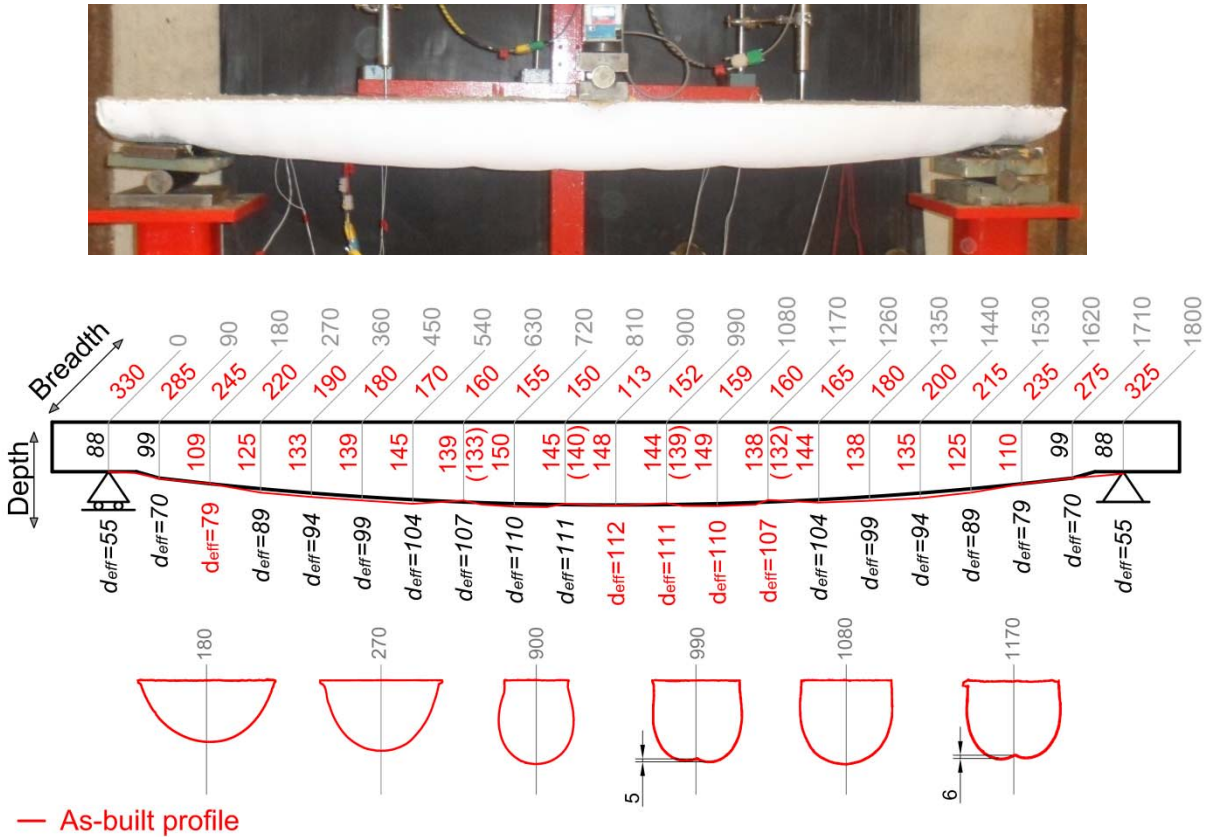 0 90 180 270 360 450 540 630 720 810 900 990 1080 1170 1260 1350 1440 1530 1620 1710 1800
Breadth
330 285 245 220 190 180 170 160 155 150 113 152 159 160 165 180 200 215 235 275 325
Depth
88 99 109 125 133 139 145 139 (133) 150 145 (140) 148 144 (139) 149 138 (132) 144 138 135 125 110 99 88
deff=55 deff=70 deff=79 deff=89 deff=94 deff=99 deff=104 deff=107 deff=110 deff=111 deff=112 deff=111 deff=110 deff=107 deff=104 deff=99 deff=94 deff=89 deff=79 deff=70 deff=55
180 270 900 990 1080 1170
5 6
As-built profile